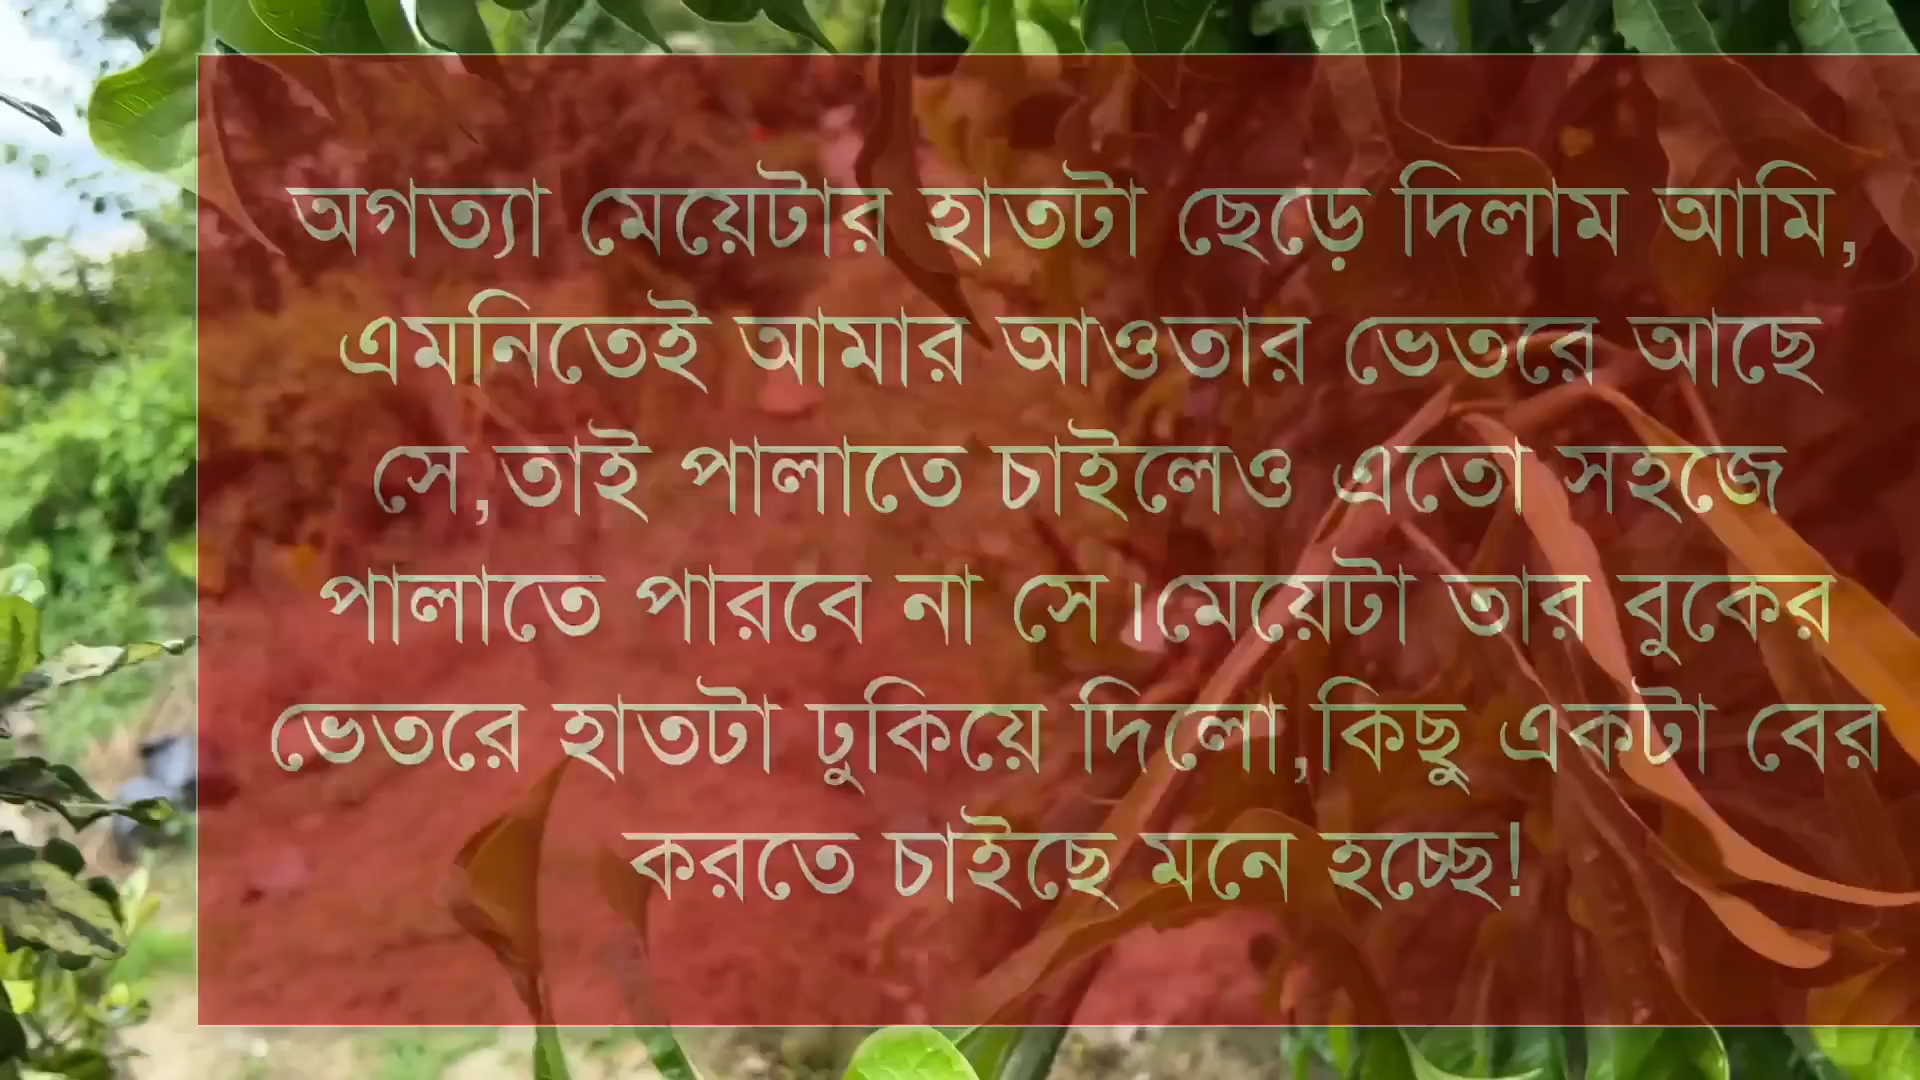 অগত্যা মেয়েটার হাতটা ছেড়ে দিলাম আমি,
এমনিতেই আমার আওতার ভেতরে আছে
সে,তাই পালাতে চাইলেও এতো সহজে
পালাতে পারবে না সে।মেয়েটা তার বুকের
ভেতরে হাতটা ঢুকিয়ে দিলো,কিছু একটা বের
করতে চাইছে মনে হচ্ছে!